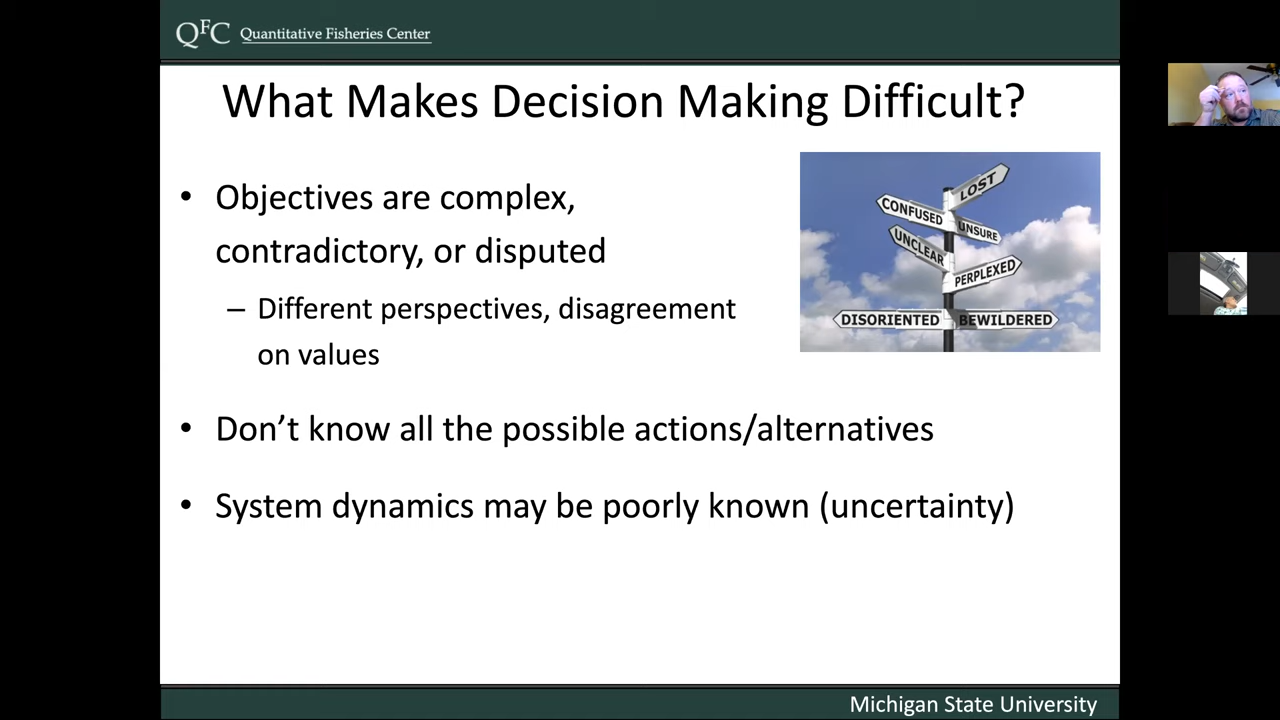 QFC Quantitative Fisheries Center
What Makes Decision Making Difficult?
• Objectives are complex,
contradictory, or disputed
– Different perspectives, disagreement
on values
• Don’t know all the possible actions/alternatives
• System dynamics may be poorly known (uncertainty)
LOST
CONFUSED
UNSURE
UNCLEAR
PERPLEXED
DISORIENTED
BEWILDERED
Michigan State University